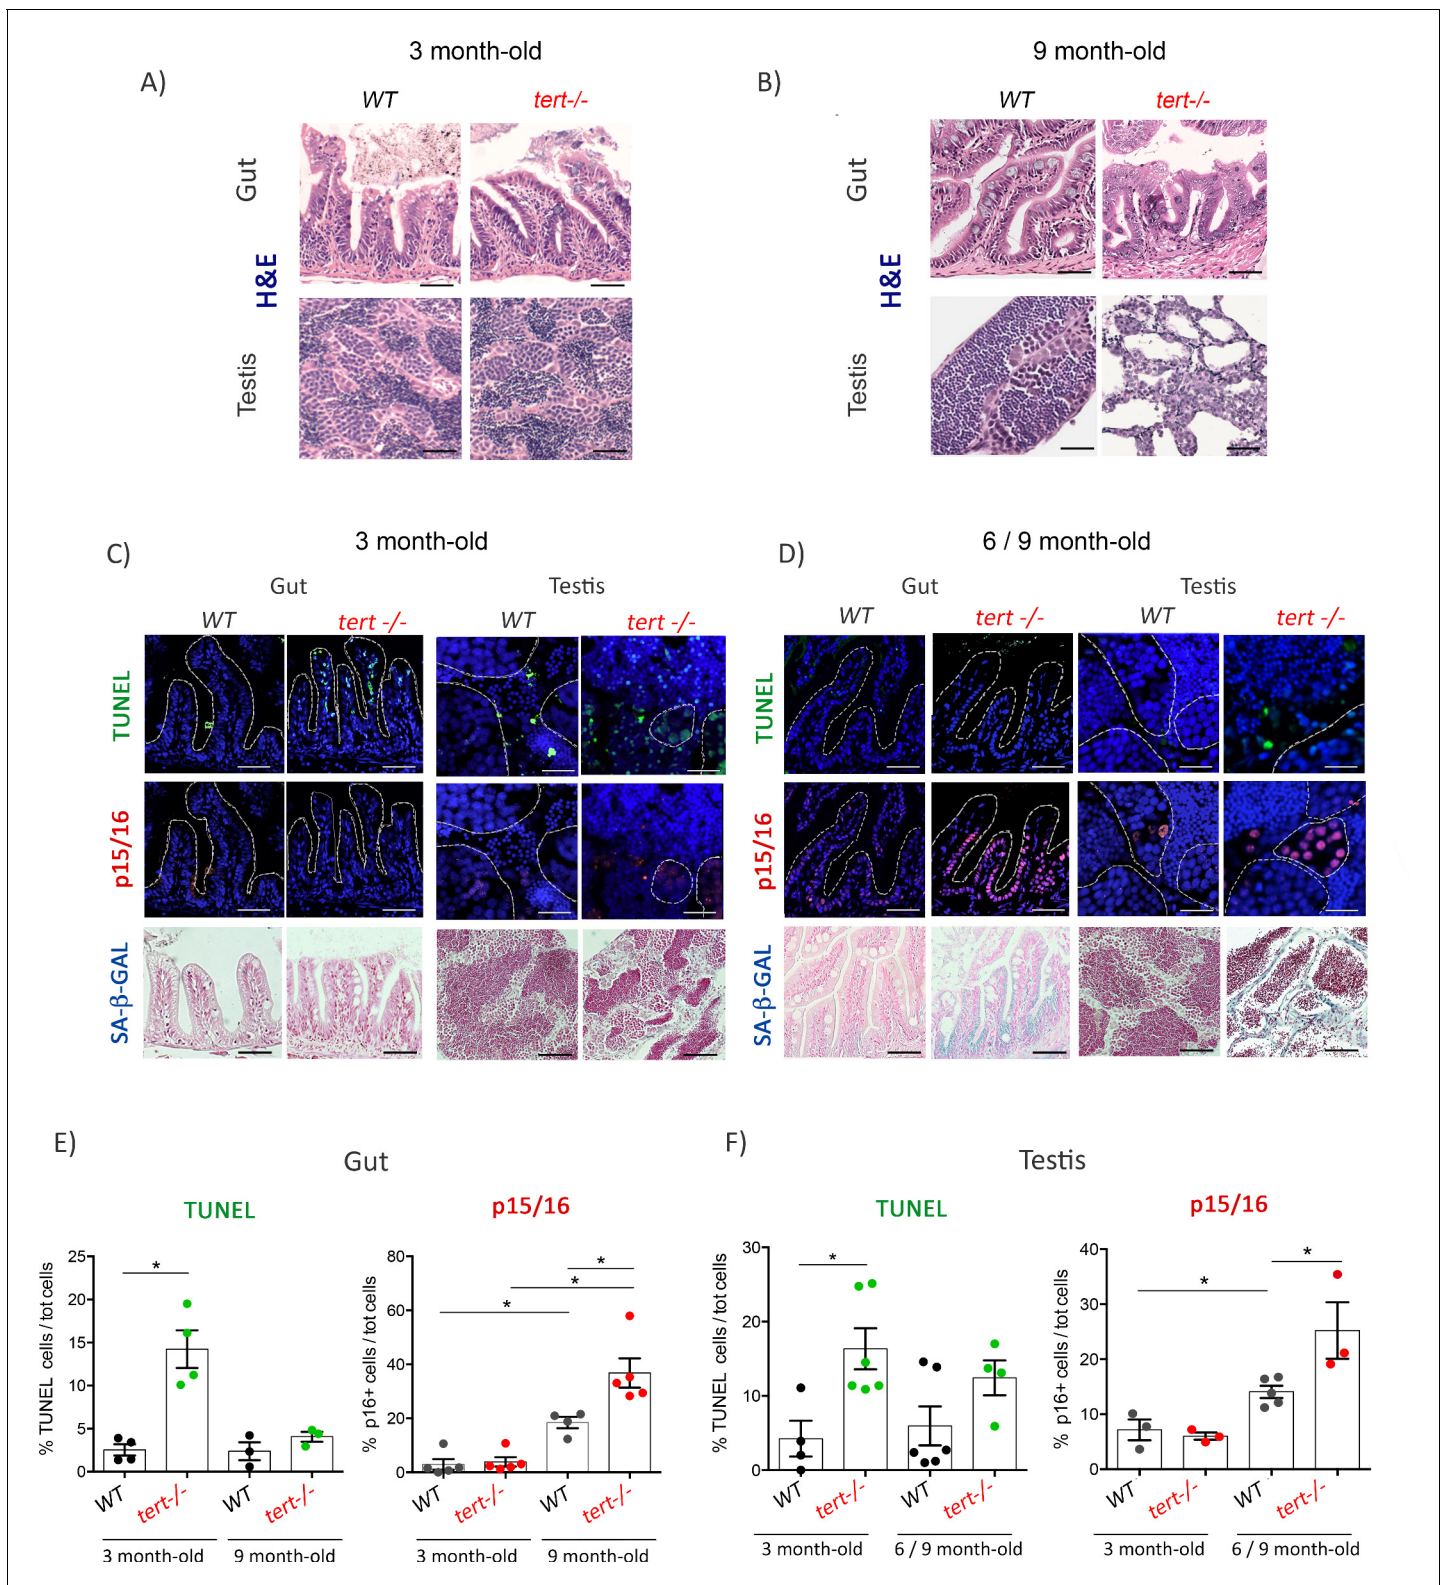 3 month-old
9 month-old
A)
B)
WT
tert-/-
WT
tert-/-
Gut
Gut
H&E
H&E
Testis
Testis
3 month-old
6 / 9 month-old
C)
D)
Gut
Testis
Gut
Testis
WT
tert -/-
WT
tert -/-
WT
tert -/-
WT
tert -/-
TUNEL
TUNEL
p15/16
p15/16
SA-β-GAL
SA-β-GAL
E)
F)
Gut
Testis
TUNEL
p15/16
TUNEL
p15/16
% TUNEL cells / tot cells
25
20
15
10
5
0
*
WT
tert-/-
WT
tert-/-
3 month-old
9 month-old
% p16+ cells / tot cells
80
60
40
20
0
*
*
*
WT
tert-/-
WT
tert-/-
3 month-old
9 month-old
% TUNEL cells / tot cells
30
20
10
0
*
WT
tert-/-
WT
tert-/-
3 month-old
6 / 9 month-old
% p16+ cells / tot cells
40
30
20
10
0
*
*
WT
tert-/-
WT
tert-/-
3 month-old
6 / 9 month-old